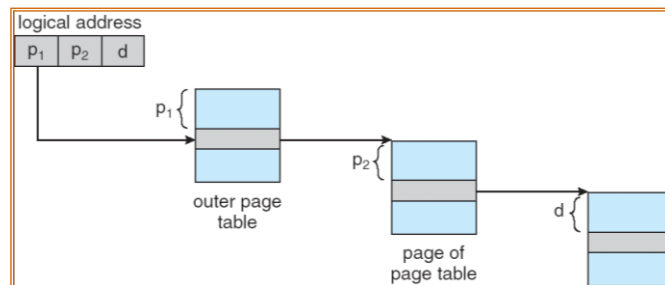 logical address
p₁ p₂ d
p₁
outer page
table
p₂
page of
page table
d